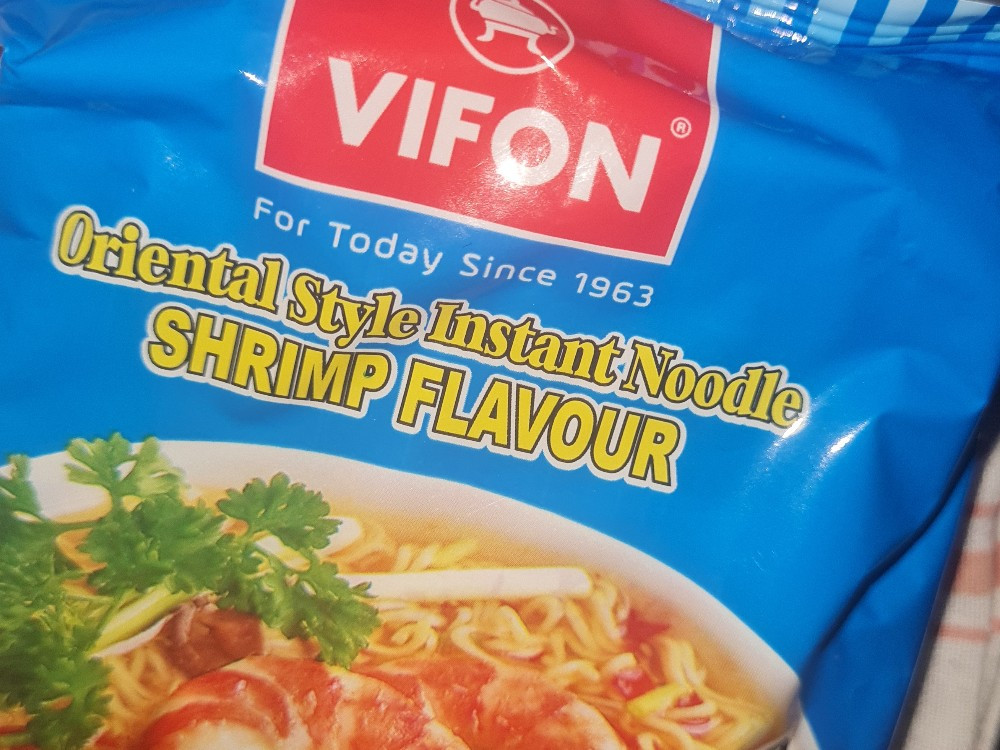 VIFON®
For Today Since 1963
Oriental Style Instant Noodle
SHRIMP FLAVOUR